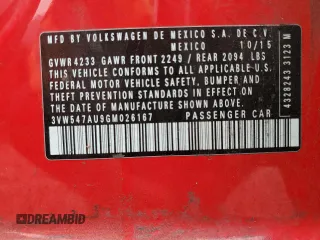 MFD. BY VOLKSWAGEN DE MEXICO S.A. DE C.V.
MEXICO 10/15
GVWR 4233 GAWR FRONT 2249 / REAR 2094 LBS
THIS VEHICLE CONFORMS TO ALL APPLICABLE U.S.
FEDERAL MOTOR VEHICLE SAFETY, BUMPER, AND
THEFT PREVENTION STANDARDS IN EFFECT ON THE
DATE OF MANUFACTURE SHOWN ABOVE.
3VW547AU9GM026167 PASSENGER CAR
4328243 3123 M
DREAMBID